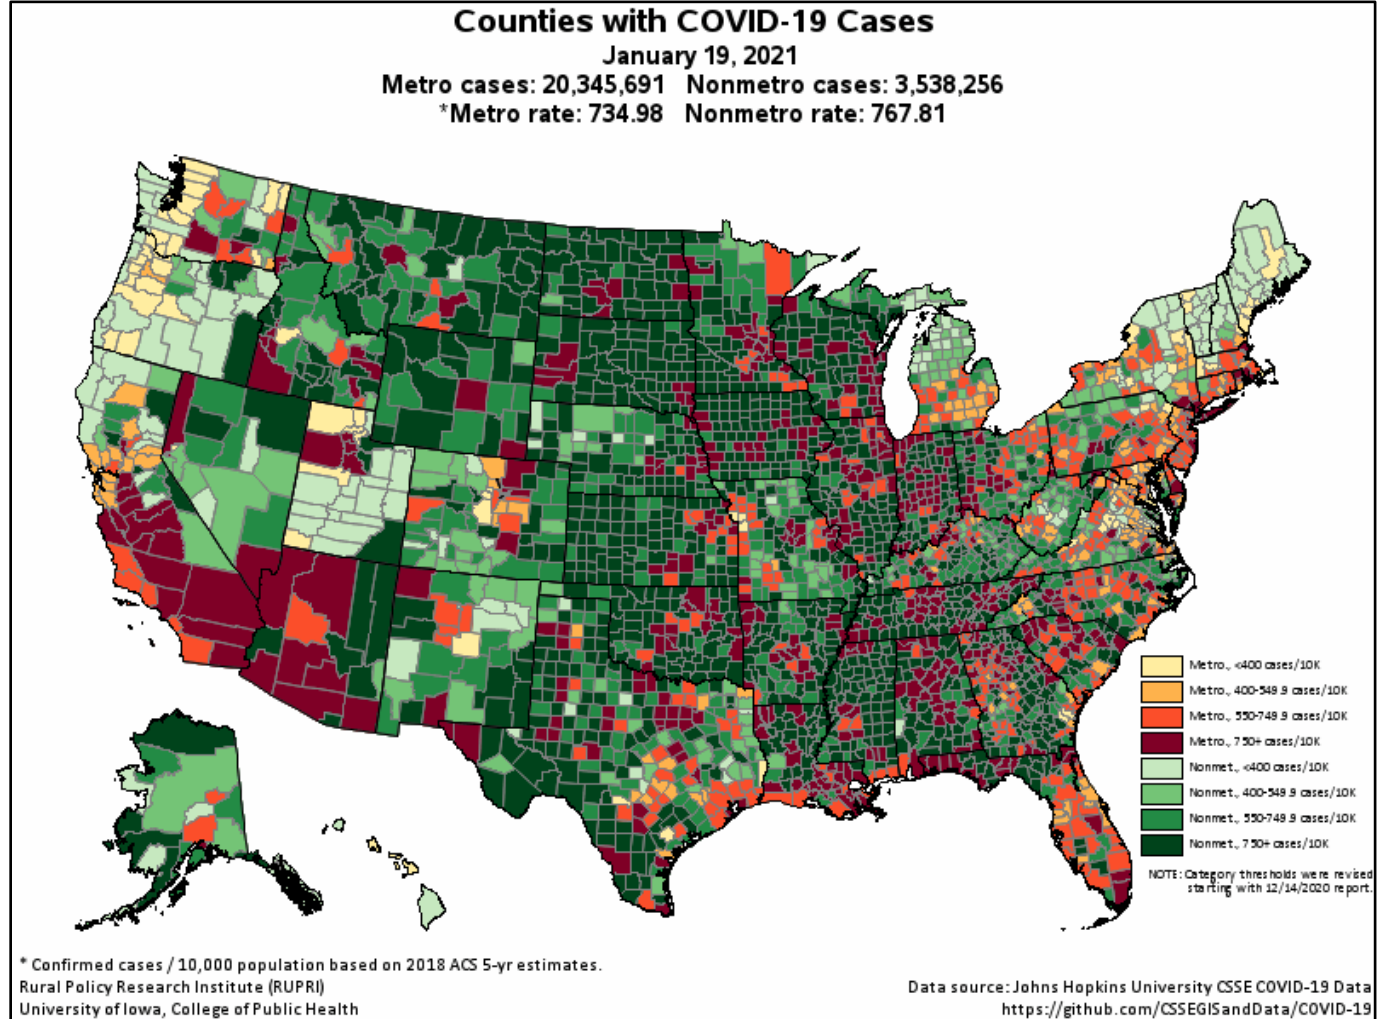 Counties with COVID-19 Cases
January 19, 2021
Metro cases: 20,345,691 Nonmetro cases: 3,538,256
*Metro rate: 734.98 Nonmetro rate: 767.81
Metro., <400 cases/10K
Metro., 400-549.9 cases/10K
Metro., 550-749.9 cases/10K
Metro., 750+ cases/10K
Nonmet., <400 cases/10K
Nonmet., 400-549.9 cases/10K
Nonmet., 550-749.9 cases/10K
Nonmet., 750+ cases/10K
NOTE: Category thresholds were revised
starting with 12/14/2020 report.
* Confirmed cases / 10,000 population based on 2018 ACS 5-yr estimates.
Rural Policy Research Institute (RUPRI)
University of Iowa, College of Public Health
Data source: Johns Hopkins University CSSE COVID-19 Data
https://github.com/CSSEGISandData/COVID-19